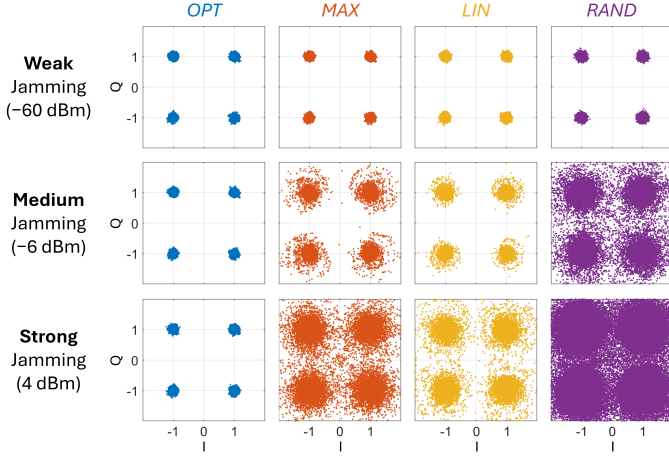 OPT MAX LIN RAND
Weak
Jamming
(−60 dBm)
Q
1
0
-1
Medium
Jamming
(−6 dBm)
Q
1
0
-1
Strong
Jamming
(4 dBm)
Q
1
0
-1
-1 0 1 -1 0 1 -1 0 1 -1 0 1
I I I I